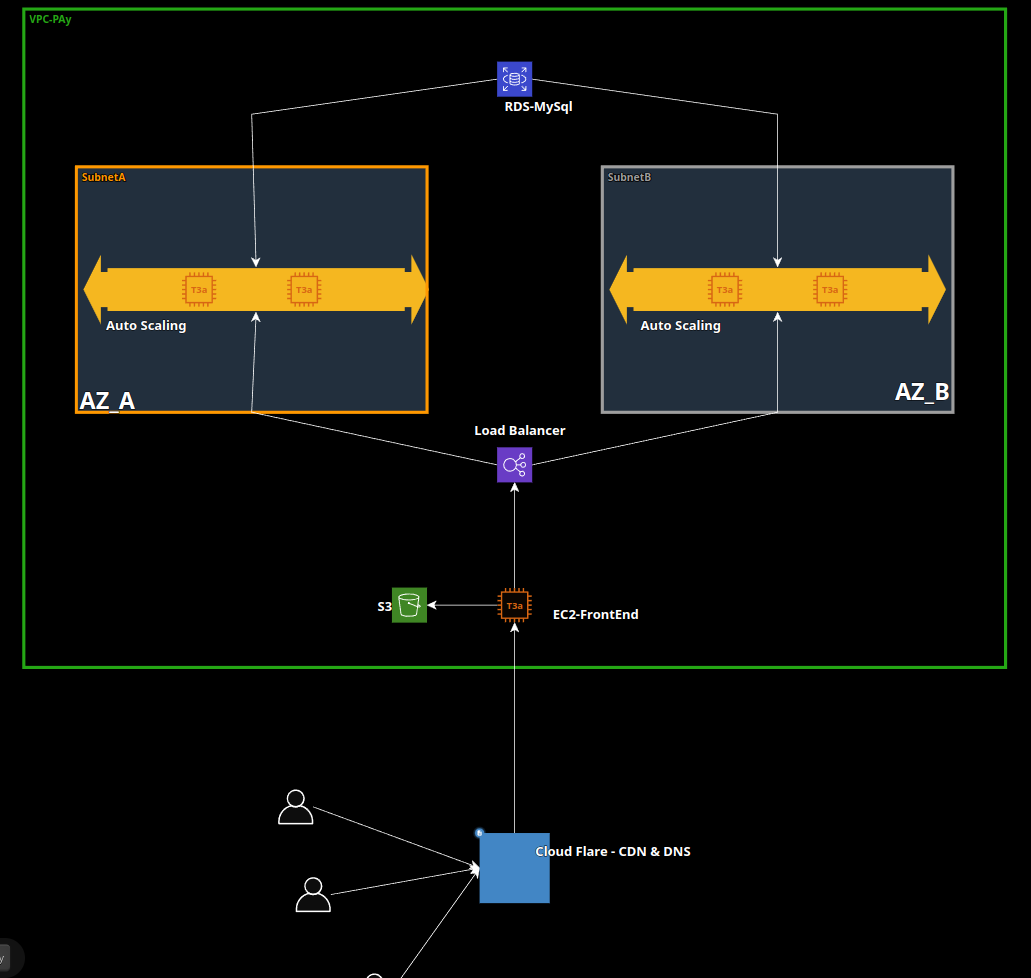 VPC-PAy
RDS-MySql
SubnetA
SubnetB
T3a
T3a
T3a
T3a
Auto Scaling
Auto Scaling
AZ_A
AZ_B
Load Balancer
S3
T3a
EC2-FrontEnd
Cloud Flare - CDN & DNS
y